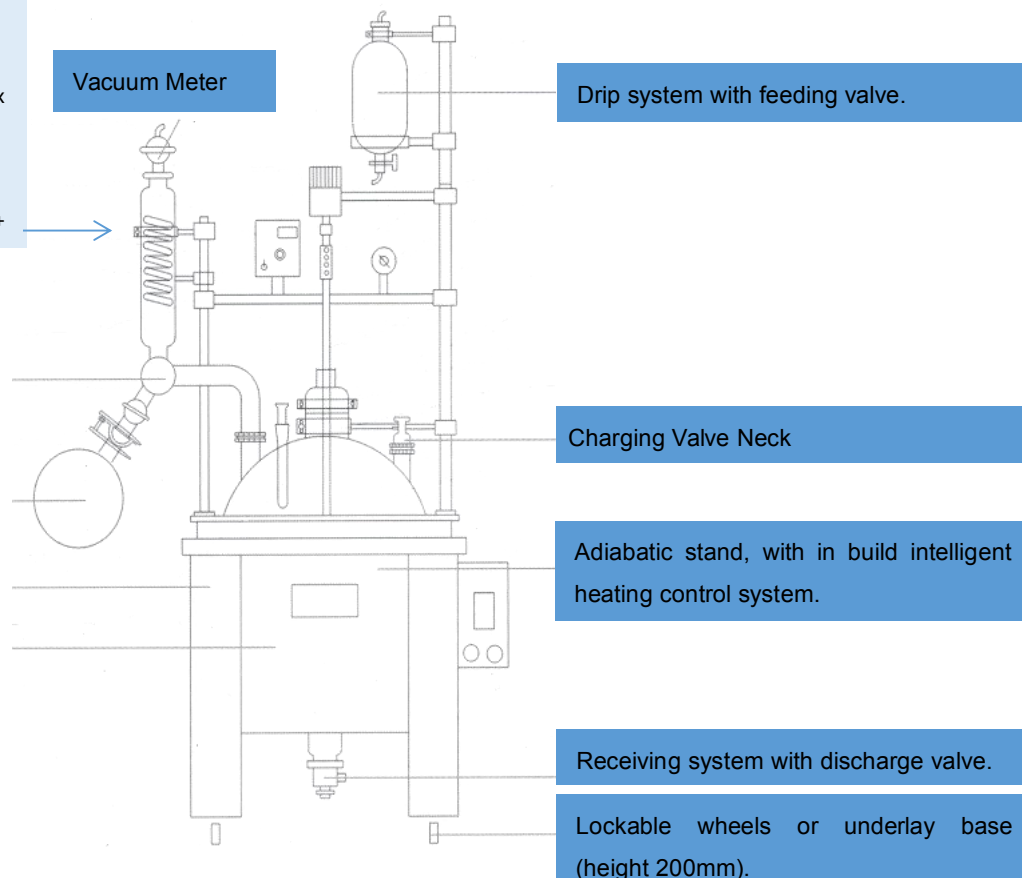 x
Vacuum Meter
Drip system with feeding valve.
+
Charging Valve Neck
Adiabatic stand, with in build intelligent
heating control system.
Receiving system with discharge valve.
Lockable wheels or underlay base
(height 200mm).